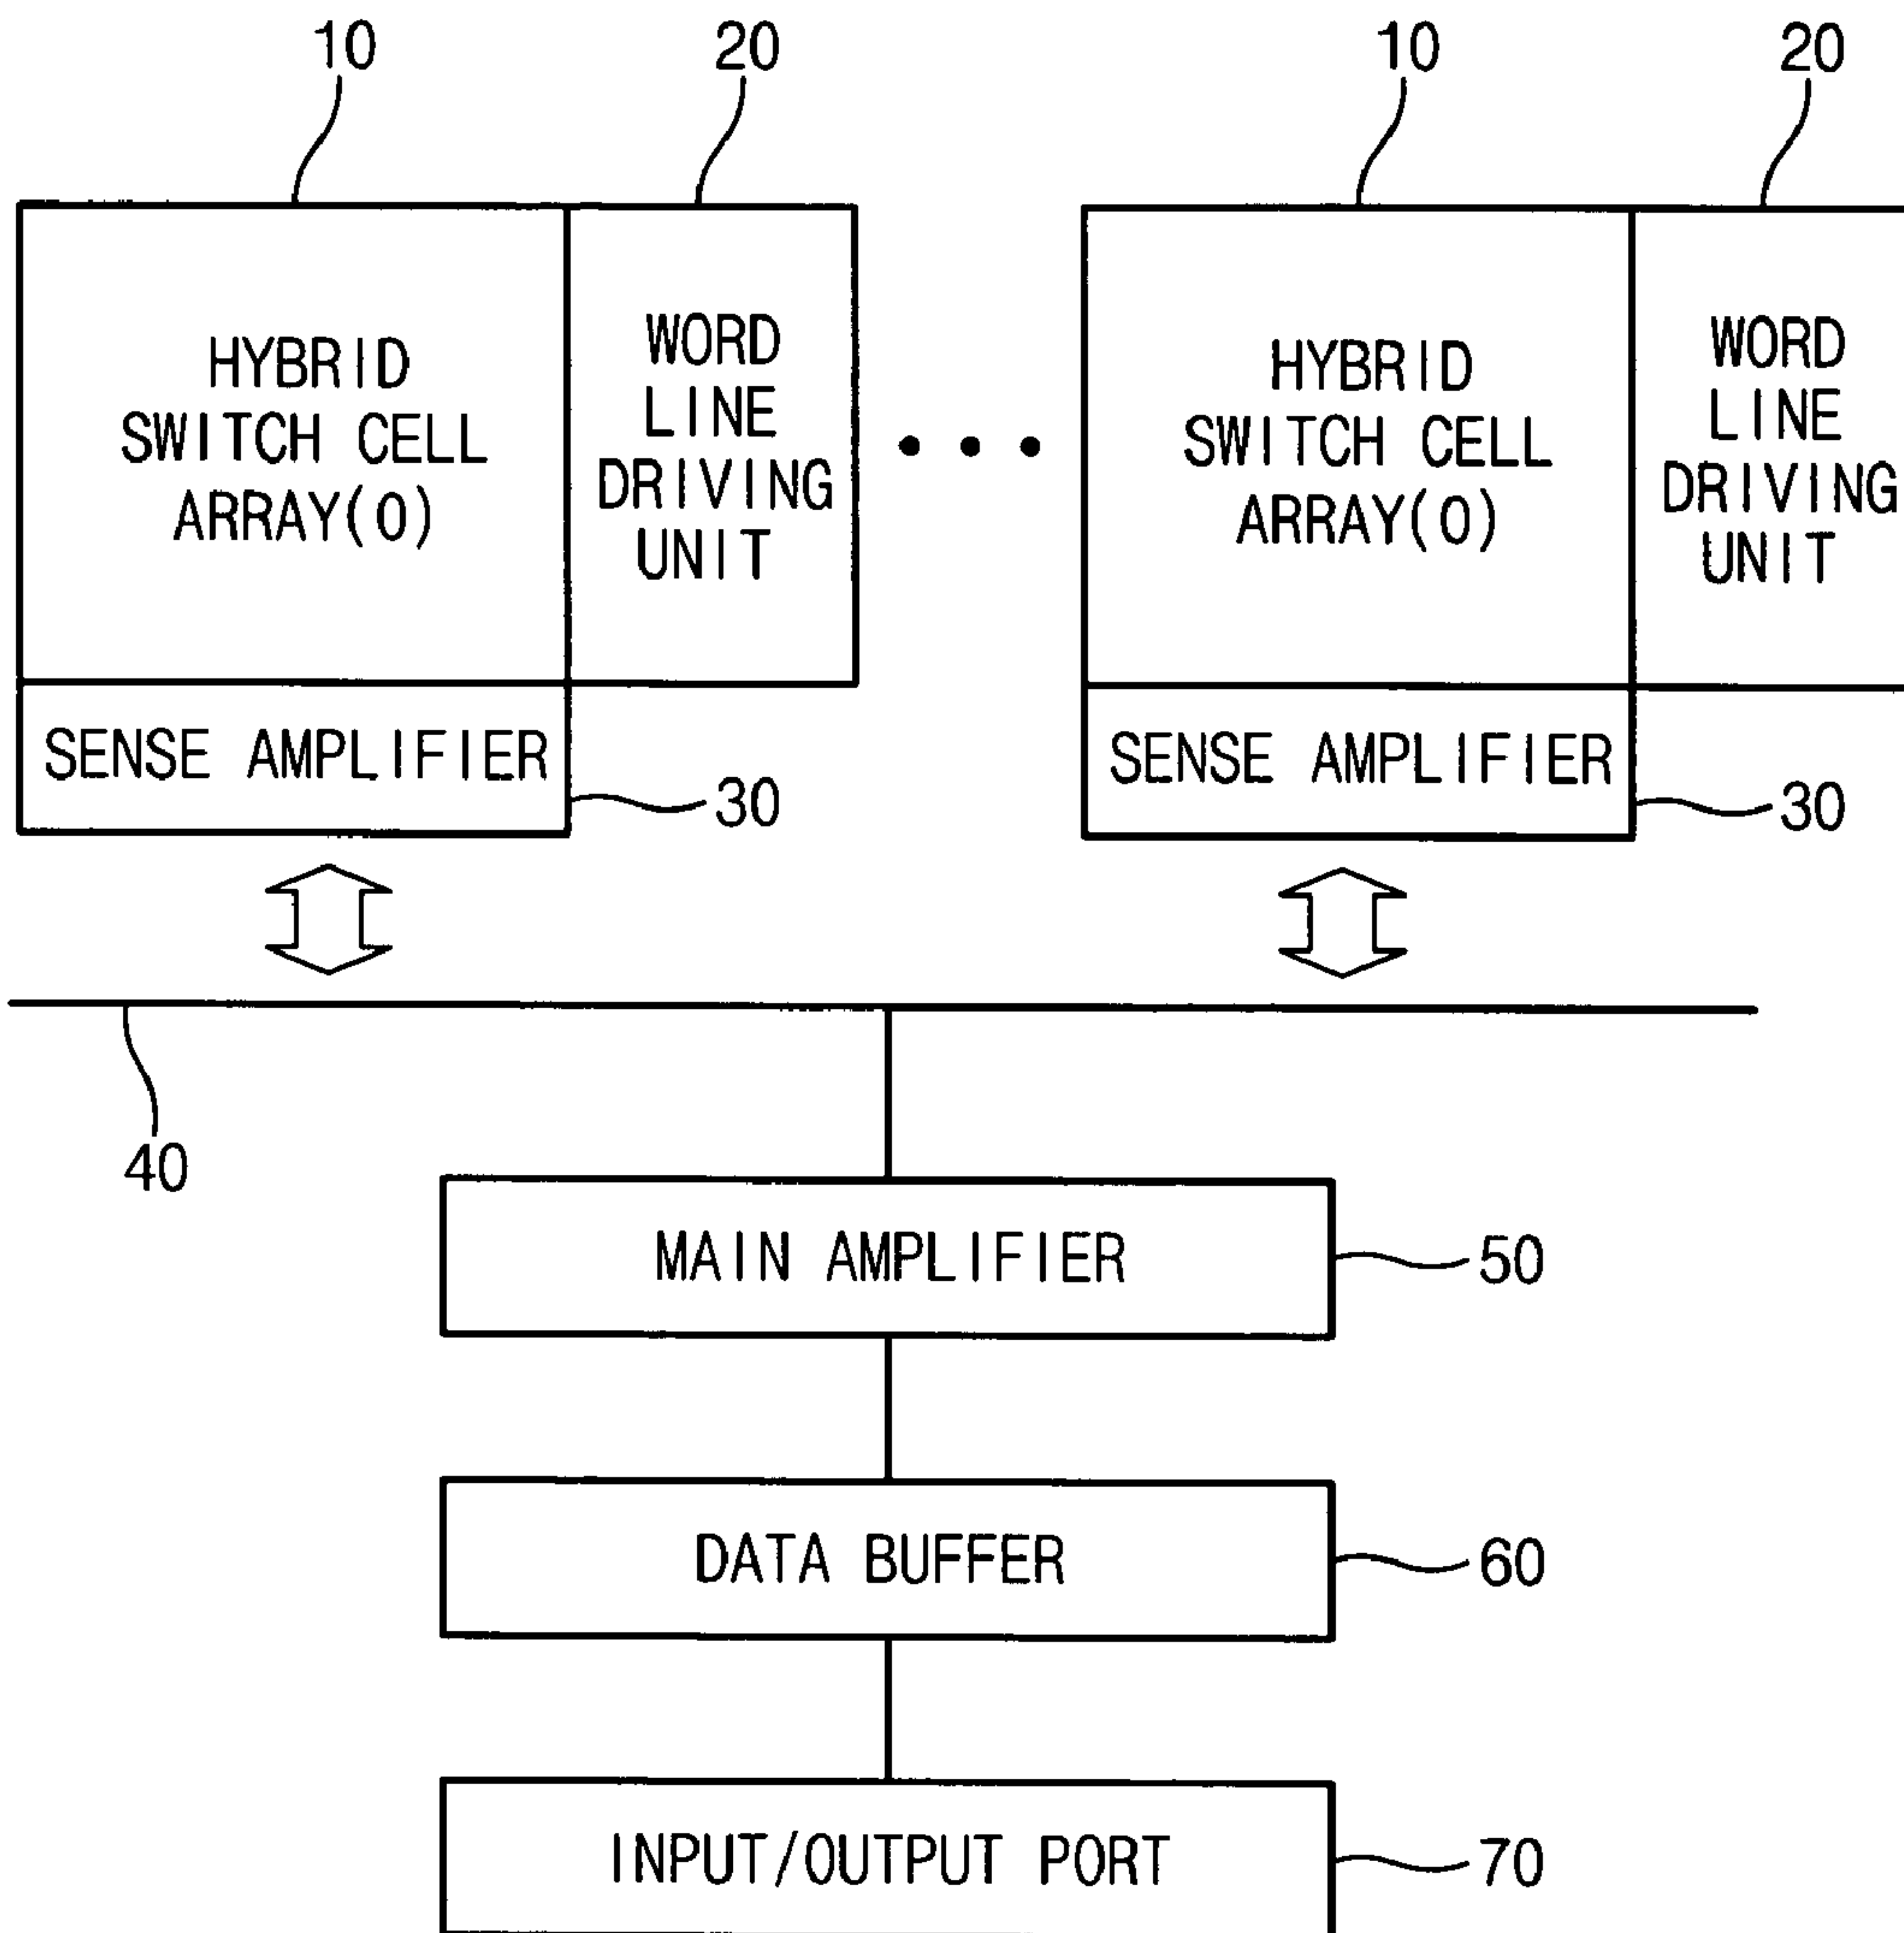 10
20
10
20
HYBRID
SWITCH CELL
ARRAY(0)
WORD
LINE
DRIVING
UNIT
HYBRID
SWITCH CELL
ARRAY(0)
WORD
LINE
DRIVING
UNIT
SENSE AMPLIFIER
30
SENSE AMPLIFIER
30
40
MAIN AMPLIFIER
50
DATA BUFFER
60
INPUT/OUTPUT PORT
70